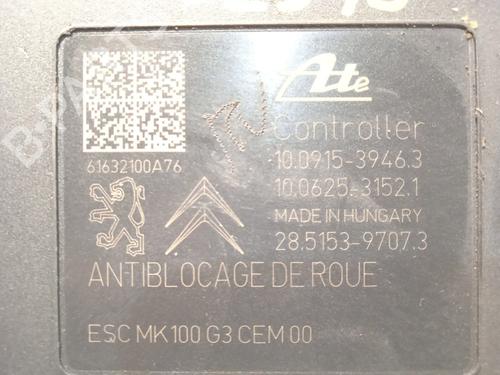 Ate
Controller
61632100A76
10.0915-3946.3
10.0625-3152.1
MADE IN HUNGARY
28.5153-9707.3
ANTIBLOCAGE DE ROUE
ESC MK100 G3 CEM 00